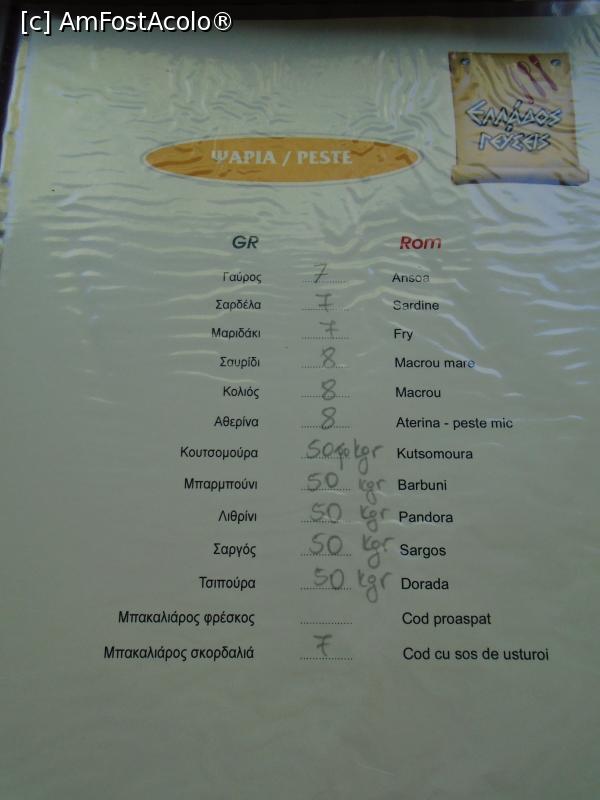 [c] AmFostAcolo®
Ελλάδος
Γεύσεις
ΨΑΡΙΑ / PESTE
GR Rom
Γαύρος 7 Ansoa
Σαρδέλα 7 Sardine
Μαριδάκι 7 Fry
Σαυρίδι 8 Macrou mare
Κολιός 8 Macrou
Αθερίνα 8 Aterina - peste mic
Κουτσομούρα 50 kgr Kutsomoura
Μπαρμπούνι 50 kgr Barbuni
Λιθρίνι 50 kgr Pandora
Σαργός 50 kgr Sargos
Τσιπούρα 50 kgr Dorada
Μπακαλιάρος φρέσκος Cod proaspat
Μπακαλιάρος σκορδαλιά 7 Cod cu sos de usturoi